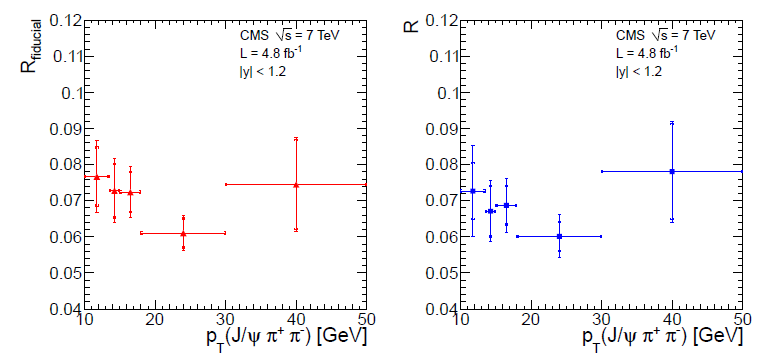 0.12
0.11
0.1
0.09
0.08
0.07
0.06
0.05
0.04
R_fiducial
CMS √s = 7 TeV
L = 4.8 fb⁻¹
|y| < 1.2
10 20 30 40 50
p_T(J/ψ π⁺ π⁻) [GeV]
0.12
0.11
0.1
0.09
0.08
0.07
0.06
0.05
0.04
R
CMS √s = 7 TeV
L = 4.8 fb⁻¹
|y| < 1.2
10 20 30 40 50
p_T(J/ψ π⁺ π⁻) [GeV]